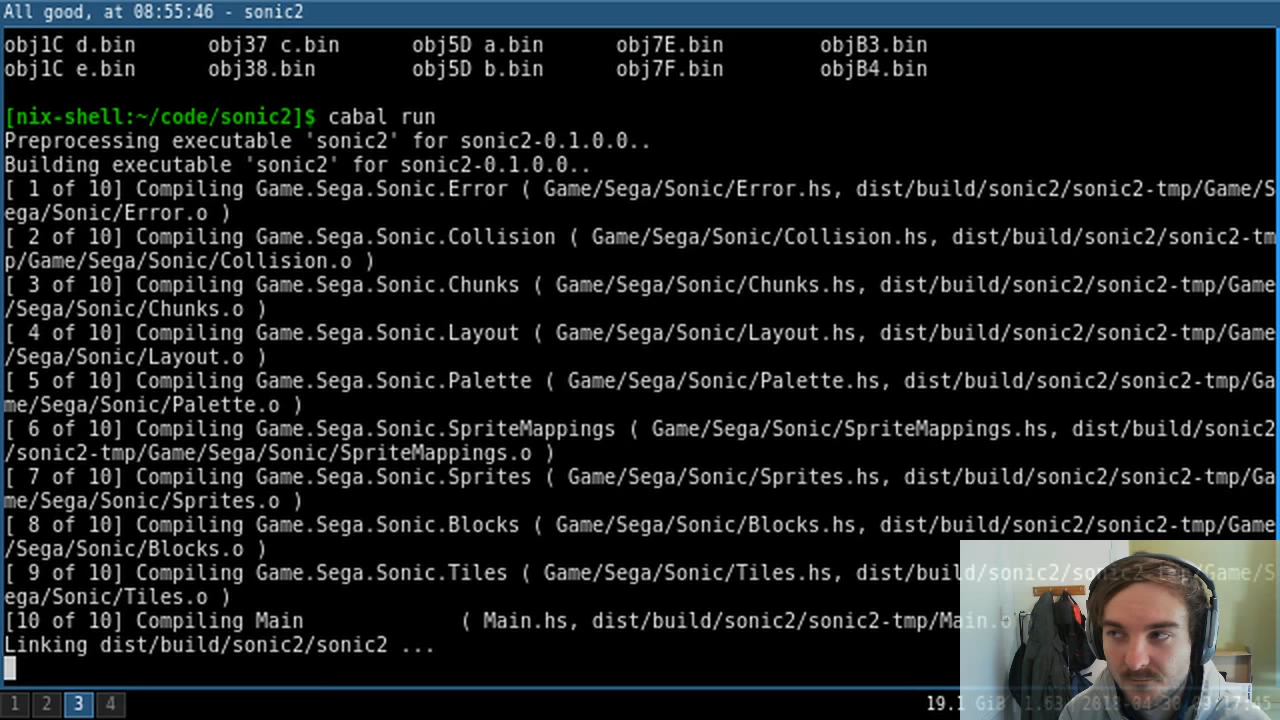 All good, at 08:55:46 - sonic2
obj1C d.bin obj37 c.bin obj5D a.bin obj7E.bin objB3.bin
obj1C e.bin obj38.bin obj5D b.bin obj7F.bin objB4.bin
[nix-shell:~/code/sonic2]$ cabal run
Preprocessing executable 'sonic2' for sonic2-0.1.0.0..
Building executable 'sonic2' for sonic2-0.1.0.0..
[ 1 of 10] Compiling Game.Sega.Sonic.Error ( Game/Sega/Sonic/Error.hs, dist/build/sonic2/sonic2-tmp/Game/S
ega/Sonic/Error.o )
[ 2 of 10] Compiling Game.Sega.Sonic.Collision ( Game/Sega/Sonic/Collision.hs, dist/build/sonic2/sonic2-tm
p/Game/Sega/Sonic/Collision.o )
[ 3 of 10] Compiling Game.Sega.Sonic.Chunks ( Game/Sega/Sonic/Chunks.hs, dist/build/sonic2/sonic2-tmp/Game
/Sega/Sonic/Chunks.o )
[ 4 of 10] Compiling Game.Sega.Sonic.Layout ( Game/Sega/Sonic/Layout.hs, dist/build/sonic2/sonic2-tmp/Game
/Sega/Sonic/Layout.o )
[ 5 of 10] Compiling Game.Sega.Sonic.Palette ( Game/Sega/Sonic/Palette.hs, dist/build/sonic2/sonic2-tmp/Ga
me/Sega/Sonic/Palette.o )
[ 6 of 10] Compiling Game.Sega.Sonic.SpriteMappings ( Game/Sega/Sonic/SpriteMappings.hs, dist/build/sonic2
/sonic2-tmp/Game/Sega/Sonic/SpriteMappings.o )
[ 7 of 10] Compiling Game.Sega.Sonic.Sprites ( Game/Sega/Sonic/Sprites.hs, dist/build/sonic2/sonic2-tmp/Ga
me/Sega/Sonic/Sprites.o )
[ 8 of 10] Compiling Game.Sega.Sonic.Blocks ( Game/Sega/Sonic/Blocks.hs, dist/build/sonic2/sonic2-tmp/Game
/Sega/Sonic/Blocks.o )
[ 9 of 10] Compiling Game.Sega.Sonic.Tiles ( Game/Sega/Sonic/Tiles.hs, dist/build/sonic2/sonic2-tmp/Game/S
ega/Sonic/Tiles.o )
[10 of 10] Compiling Main ( Main.hs, dist/build/sonic2/sonic2-tmp/Main.o
Linking dist/build/sonic2/sonic2 ...
1 2 3 4 19.1 GiB 1.63 2018-04-30 09:17:45